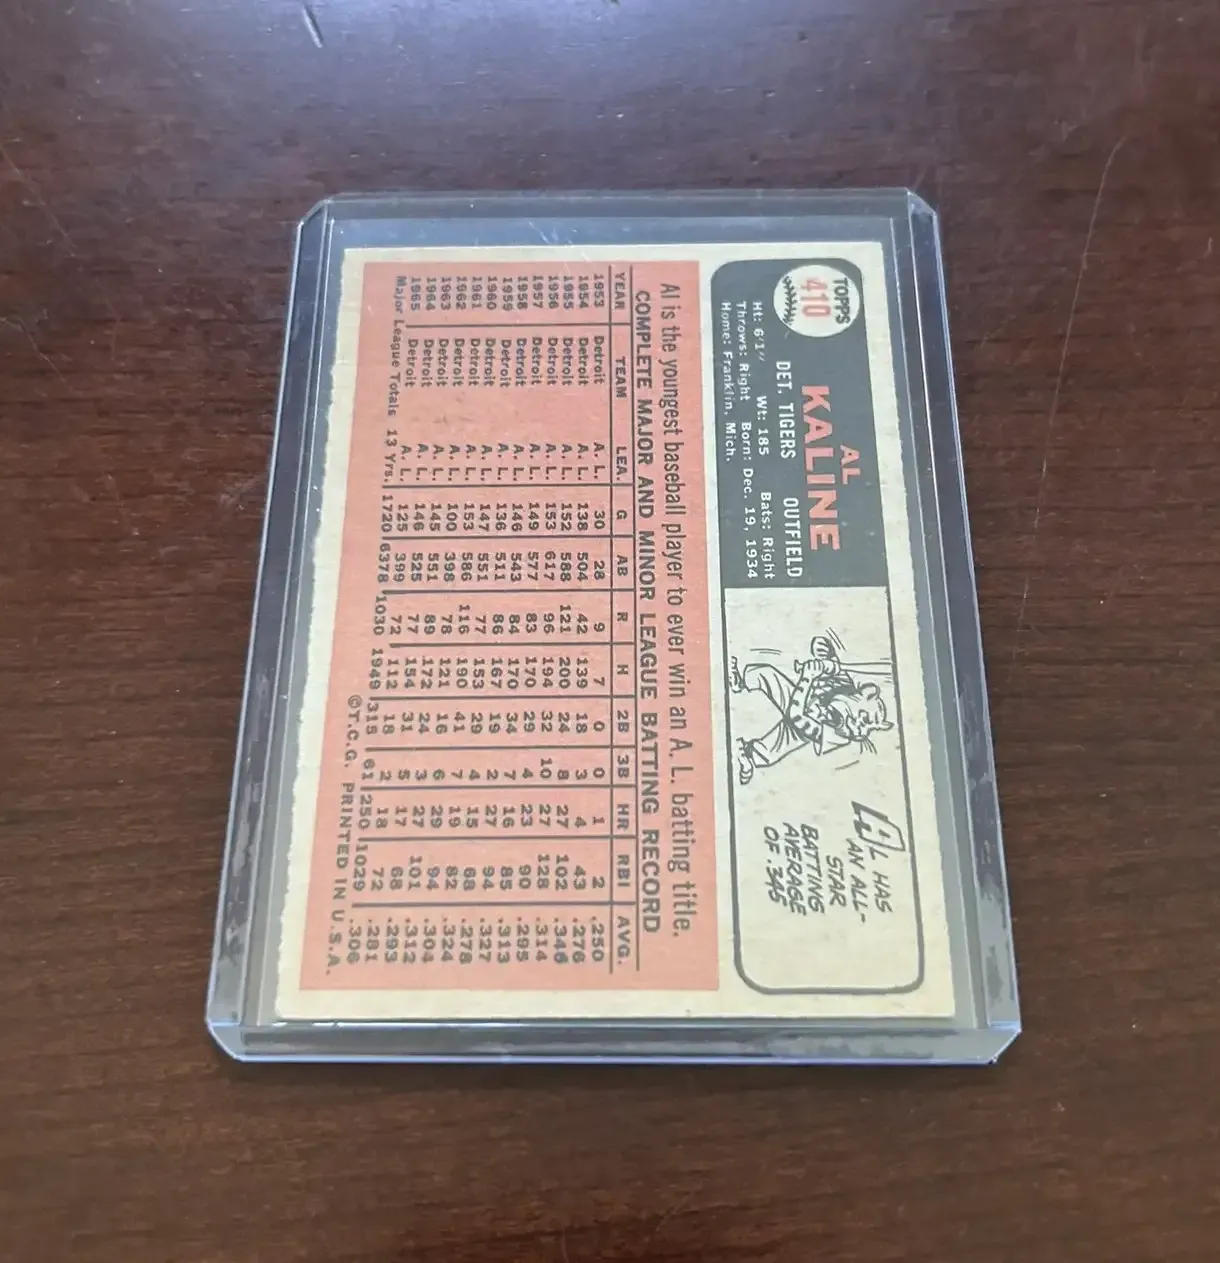 TOPPS
410
AL
KALINE
DET. TIGERS OUTFIELD
Ht: 6'1" Wt: 185 Bats: Right
Throws: Right Born: Dec. 19, 1934
Home: Franklin, Mich.
AL HAS
AN ALL-
STAR
BATTING
AVERAGE
OF .345
Al is the youngest baseball player to ever win an A. L. batting title.
COMPLETE MAJOR AND MINOR LEAGUE BATTING RECORD
YEAR TEAM LEA. G AB R H 2B 3B HR RBI AVG.
1953 Detroit A. L. 30 28 9 7 0 0 1 2 .250
1954 Detroit A. L. 138 504 42 139 18 3 4 43 .276
1955 Detroit A. L. 152 588 121 200 24 8 27 102 .340
1956 Detroit A. L. 153 617 96 194 32 10 27 128 .314
1957 Detroit A. L. 149 577 83 170 29 4 23 90 .295
1958 Detroit A. L. 146 543 84 170 34 7 16 85 .313
1959 Detroit A. L. 136 511 86 167 19 2 27 94 .327
1960 Detroit A. L. 147 551 77 153 29 4 15 68 .278
1961 Detroit A. L. 153 586 116 190 41 7 19 82 .324
1962 Detroit A. L. 100 398 78 121 16 6 29 94 .304
1963 Detroit A. L. 145 551 89 172 24 3 27 101 .312
1964 Detroit A. L. 146 525 77 154 31 5 17 68 .293
1965 Detroit A. L. 125 399 72 112 18 2 18 72 .281
Major League Totals 13 Yrs. 1720 6378 1030 1949 315 61 250 1029 .306
©T.C.G. PRINTED IN U.S.A.